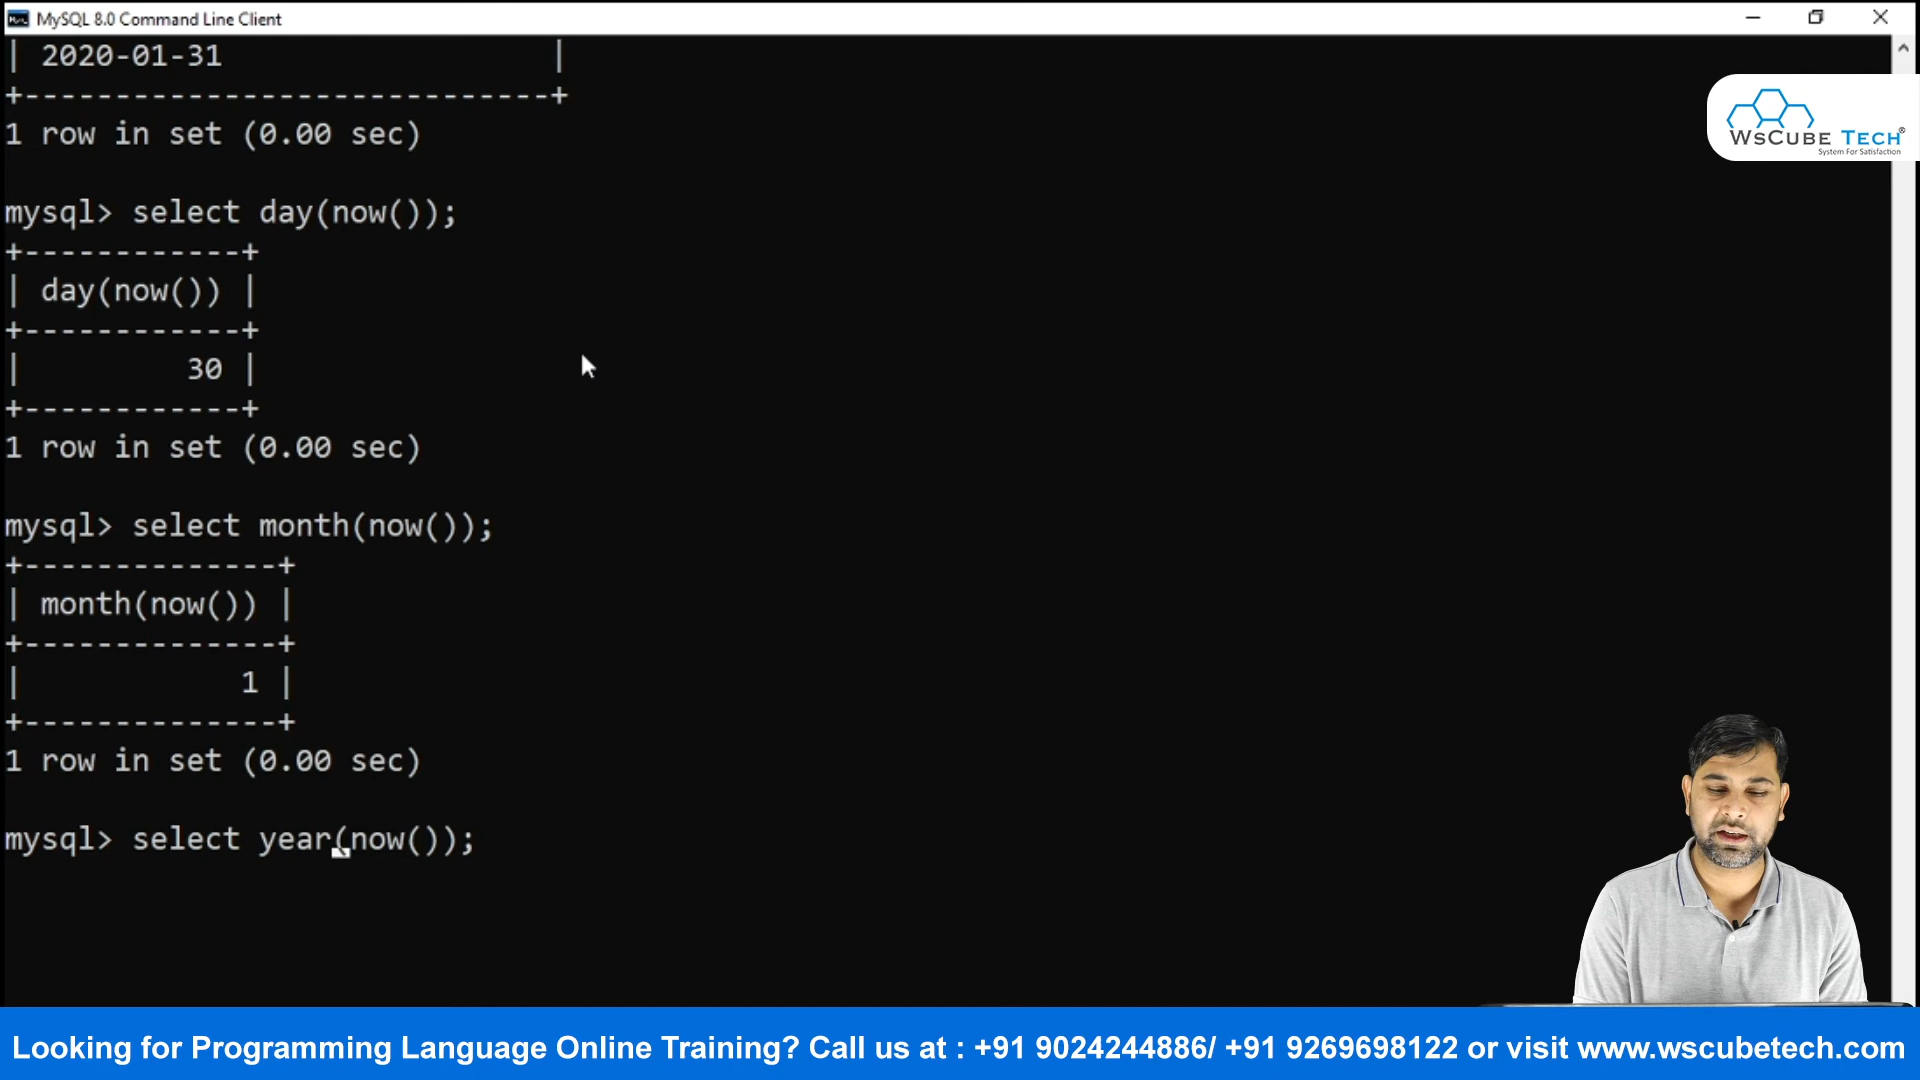 MySQL 8.0 Command Line Client
| 2020-01-31                  |
+-----------------------------+
1 row in set (0.00 sec)
WsCube Tech®
System For Satisfaction
mysql> select day(now());
+------------+
| day(now()) |
+------------+
|         30 |
+------------+
1 row in set (0.00 sec)
mysql> select month(now());
+--------------+
| month(now()) |
+--------------+
|            1 |
+--------------+
1 row in set (0.00 sec)
mysql> select year(now());
Looking for Programming Language Online Training? Call us at : +91 9024244886/ +91 9269698122 or visit www.wscubetech.com